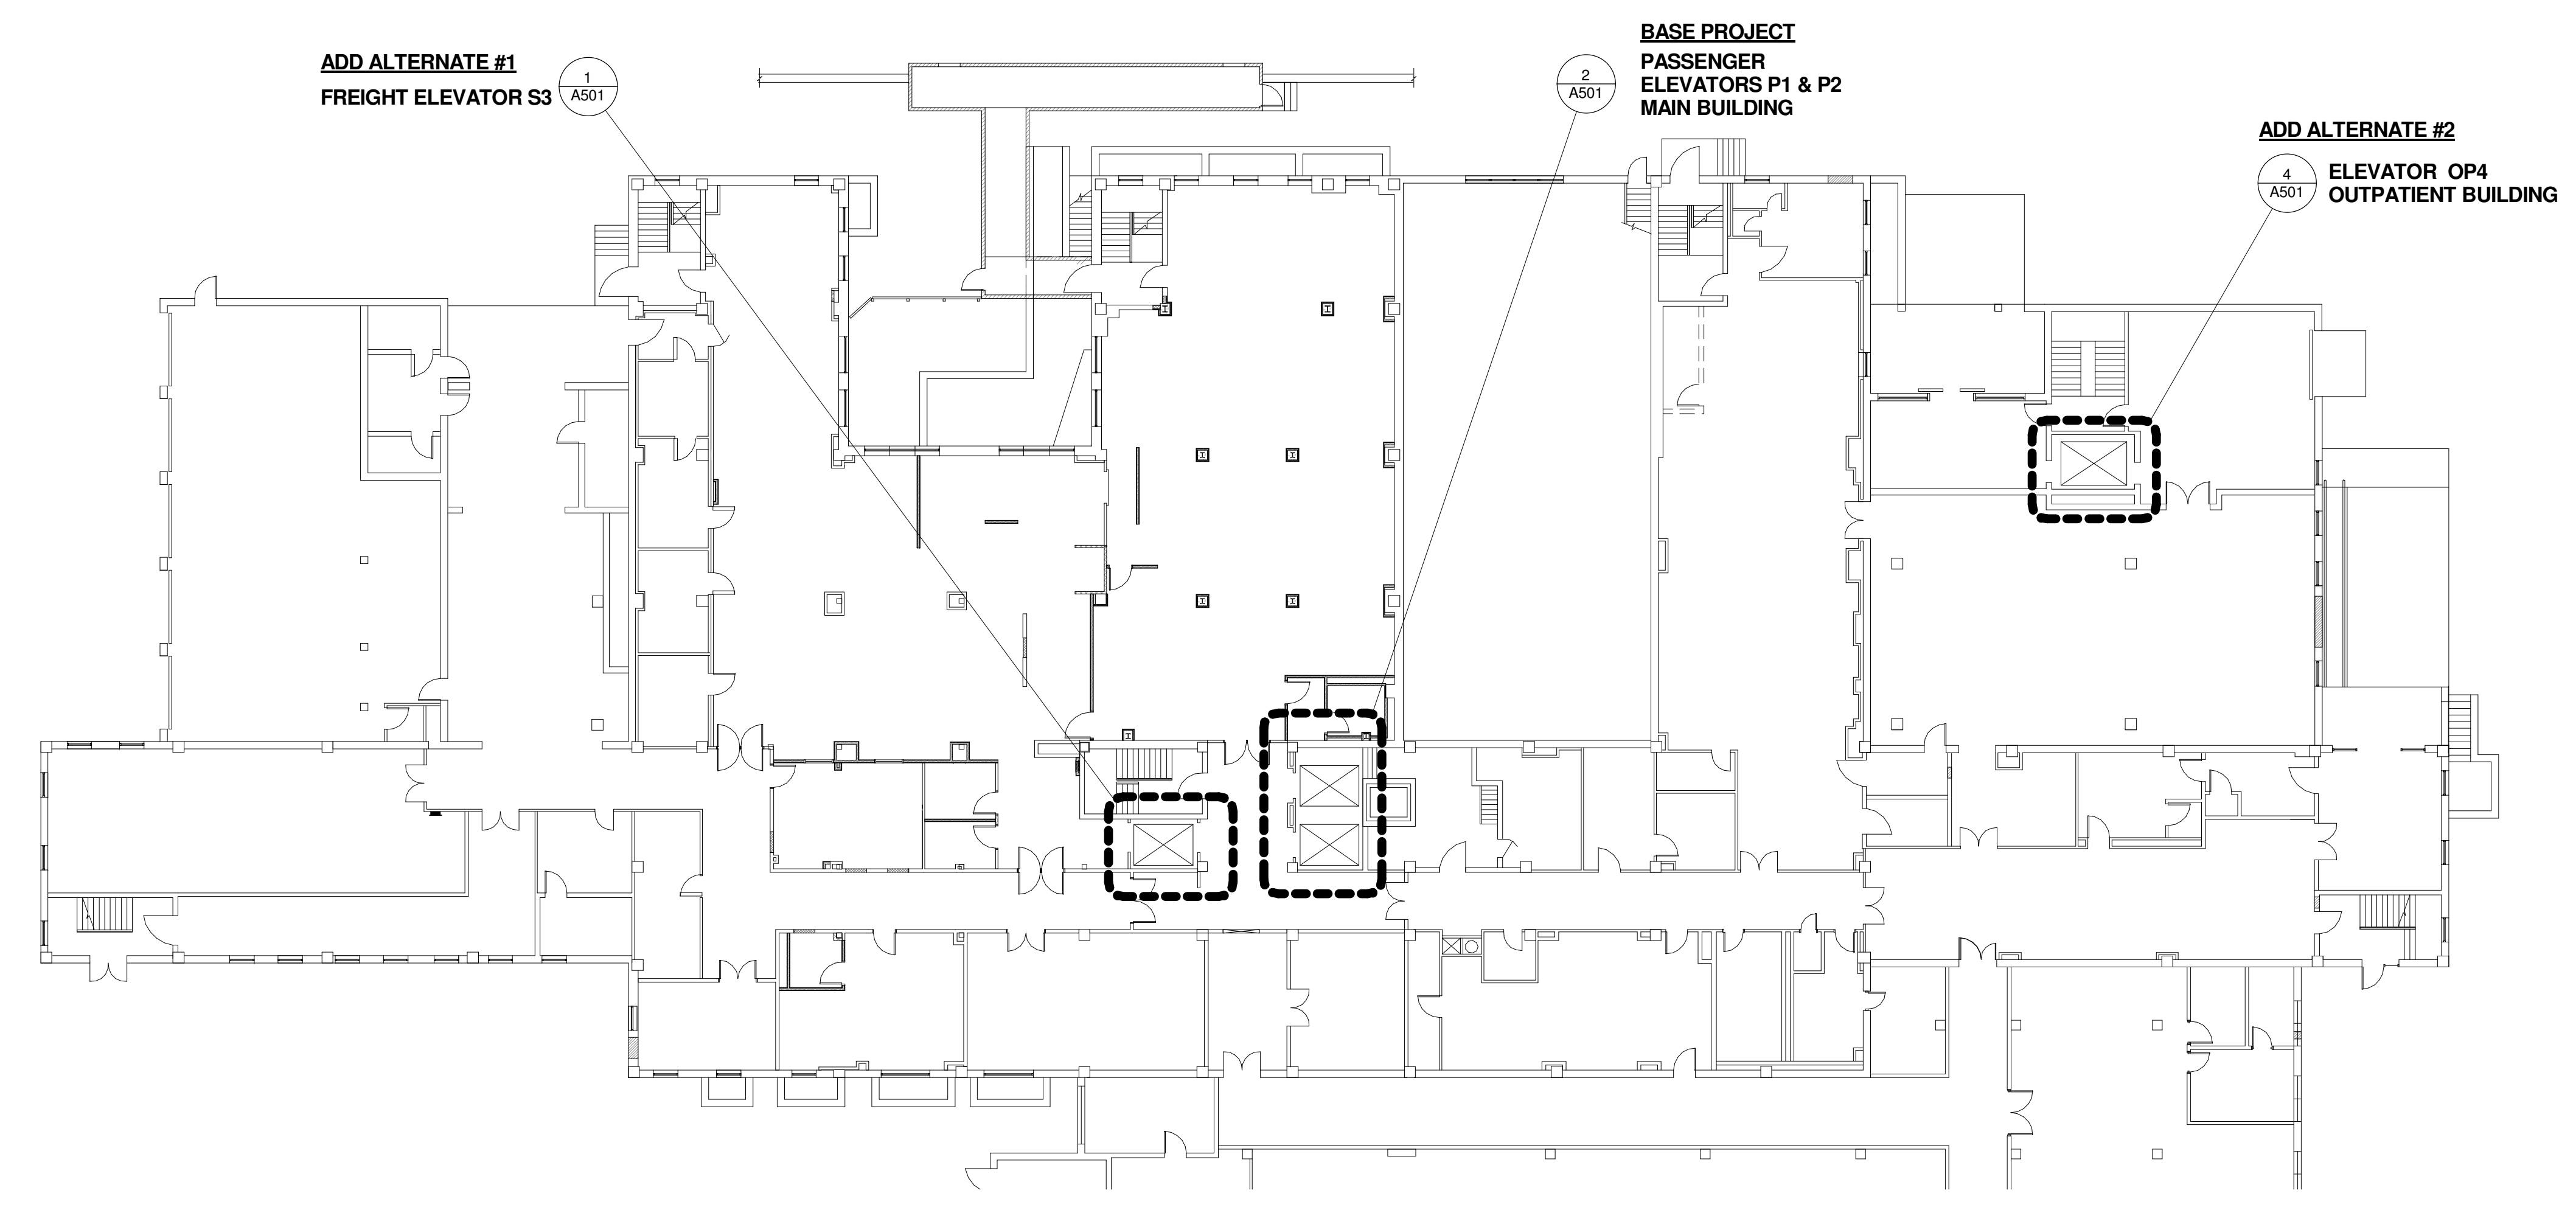 ADD ALTERNATE #1
FREIGHT ELEVATOR S3
1
A501
2
A501
BASE PROJECT
PASSENGER
ELEVATORS P1 & P2
MAIN BUILDING
ADD ALTERNATE #2
4
A501
ELEVATOR OP4
OUTPATIENT BUILDING